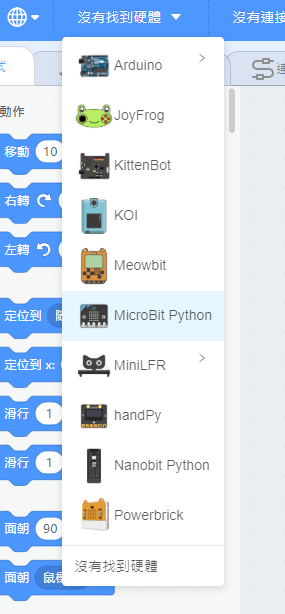 沒有找到硬體
沒有連接
式
動作
Arduino
移動 10
JoyFrog
KittenBot
右轉
KOI
左轉
Meowbit
定位到
MicroBit Python
定位到 x:
MiniLFR
滑行 1
handPy
滑行 1
Nanobit Python
面朝 90
Powerbrick
沒有找到硬體
面朝